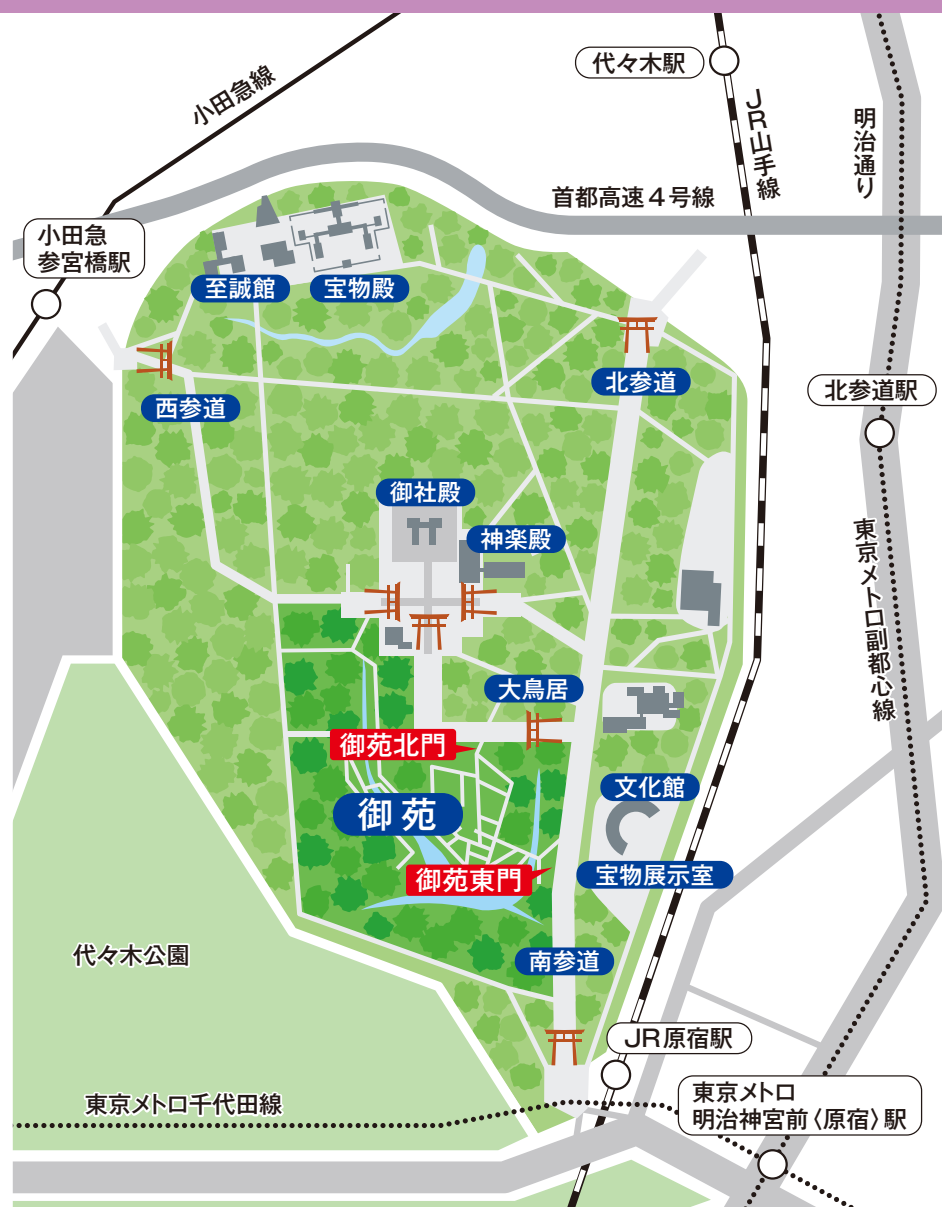 代々木駅
小田急線
JR山手線
明治通り
首都高速4号線
小田急
参宮橋駅
至誠館
宝物殿
北参道
西参道
北参道駅
御社殿
神楽殿
東京メトロ副都心線
大鳥居
御苑北門
文化館
御苑
宝物展示室
御苑東門
代々木公園
南参道
JR原宿駅
東京メトロ千代田線
東京メトロ
明治神宮前〈原宿〉駅